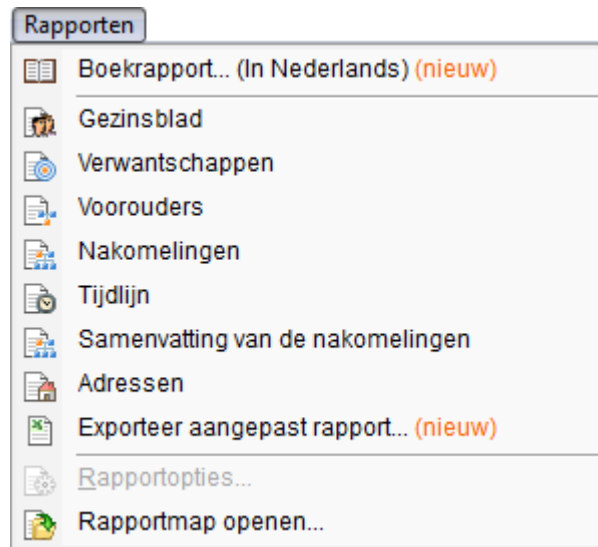 Rapporten
Boekrapport... (In Nederlands) (nieuw)
Gezinsblad
Verwantschappen
Voorouders
Nakomelingen
Tijdlijn
Samenvatting van de nakomelingen
Adressen
Exporteer aangepast rapport... (nieuw)
Rapportopties...
Rapportmap openen...